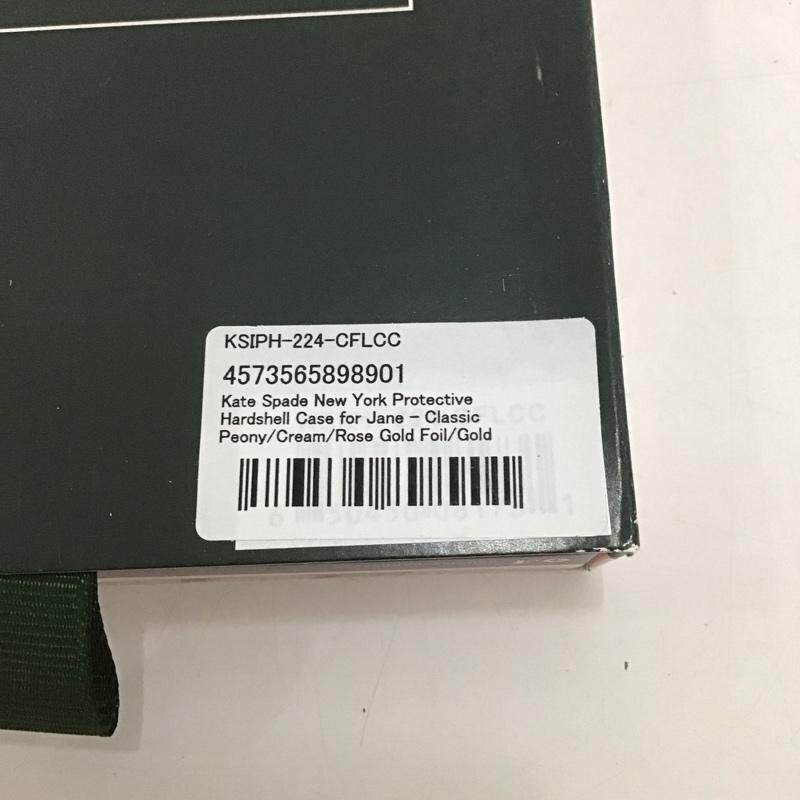 KSIPH-224-CFLCC
4573565898901
Kate Spade New York Protective
Hardshell Case for Jane - Classic
Peony/Cream/Rose Gold Foil/Gold